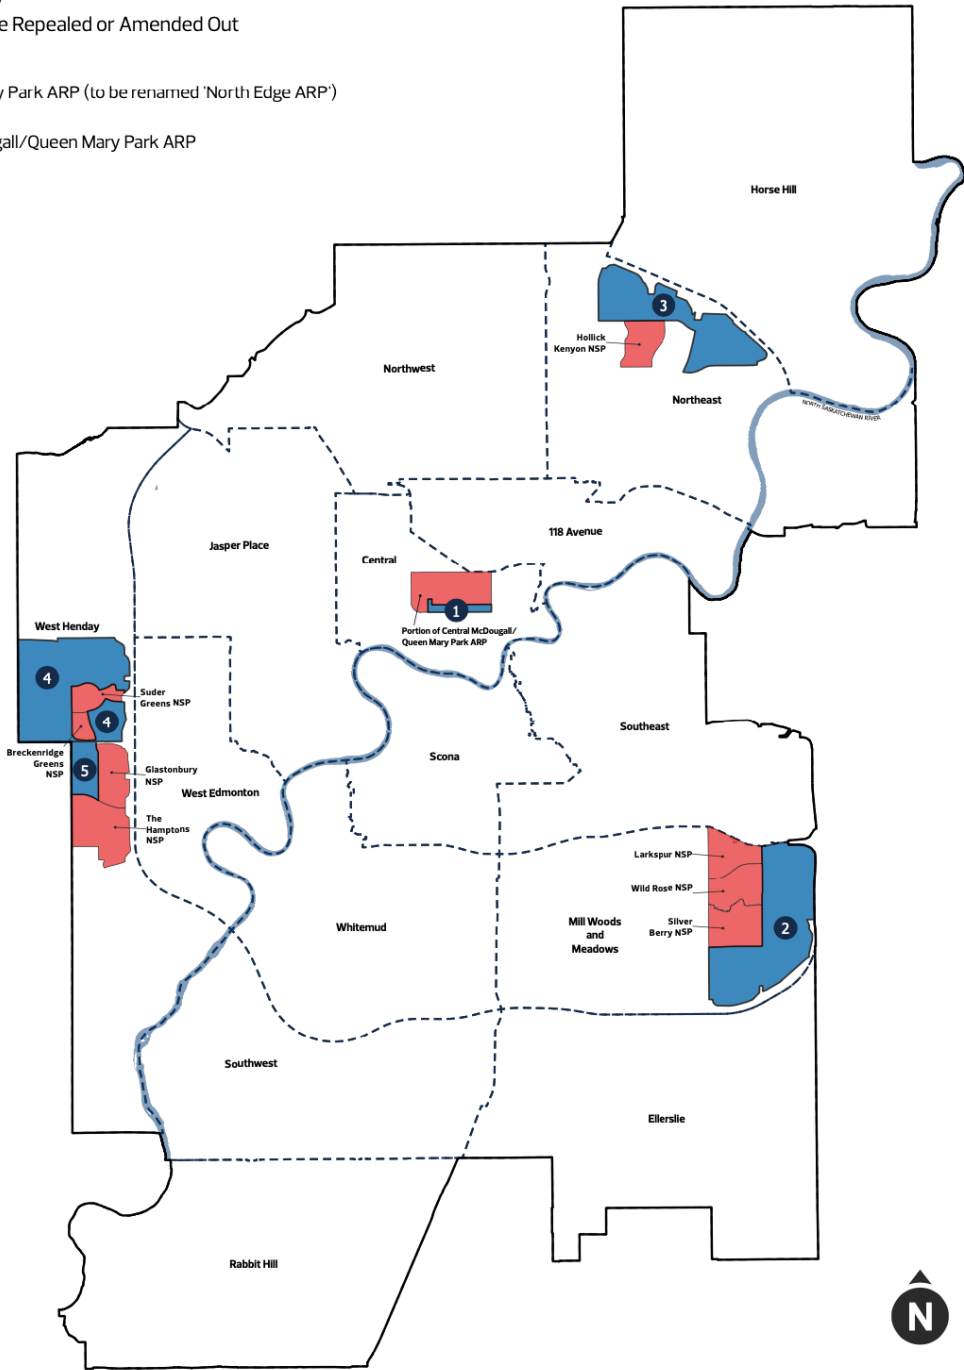 e Repealed or Amended Out
Park ARP (to be renamed 'North Edge ARP')
gall/Queen Mary Park ARP
Horse Hill
3
Hollick
Kenyon NSP
Northwest
Northeast
NORTH SASKATCHEWAN RIVER
118 Avenue
Jasper Place
Central
1
Portion of Central McDougall/
Queen Mary Park ARP
West Henday
4
Suder
Greens NSP
4
Breckenridge
Greens
NSP
5
Glastonbury
NSP
West Edmonton
The
Hamptons
NSP
Scona
Southeast
Larkspur NSP
Wild Rose NSP
Silver
Berry NSP
2
Mill Woods
and
Meadows
Whitemud
Southwest
Ellerslie
Rabbit Hill
N